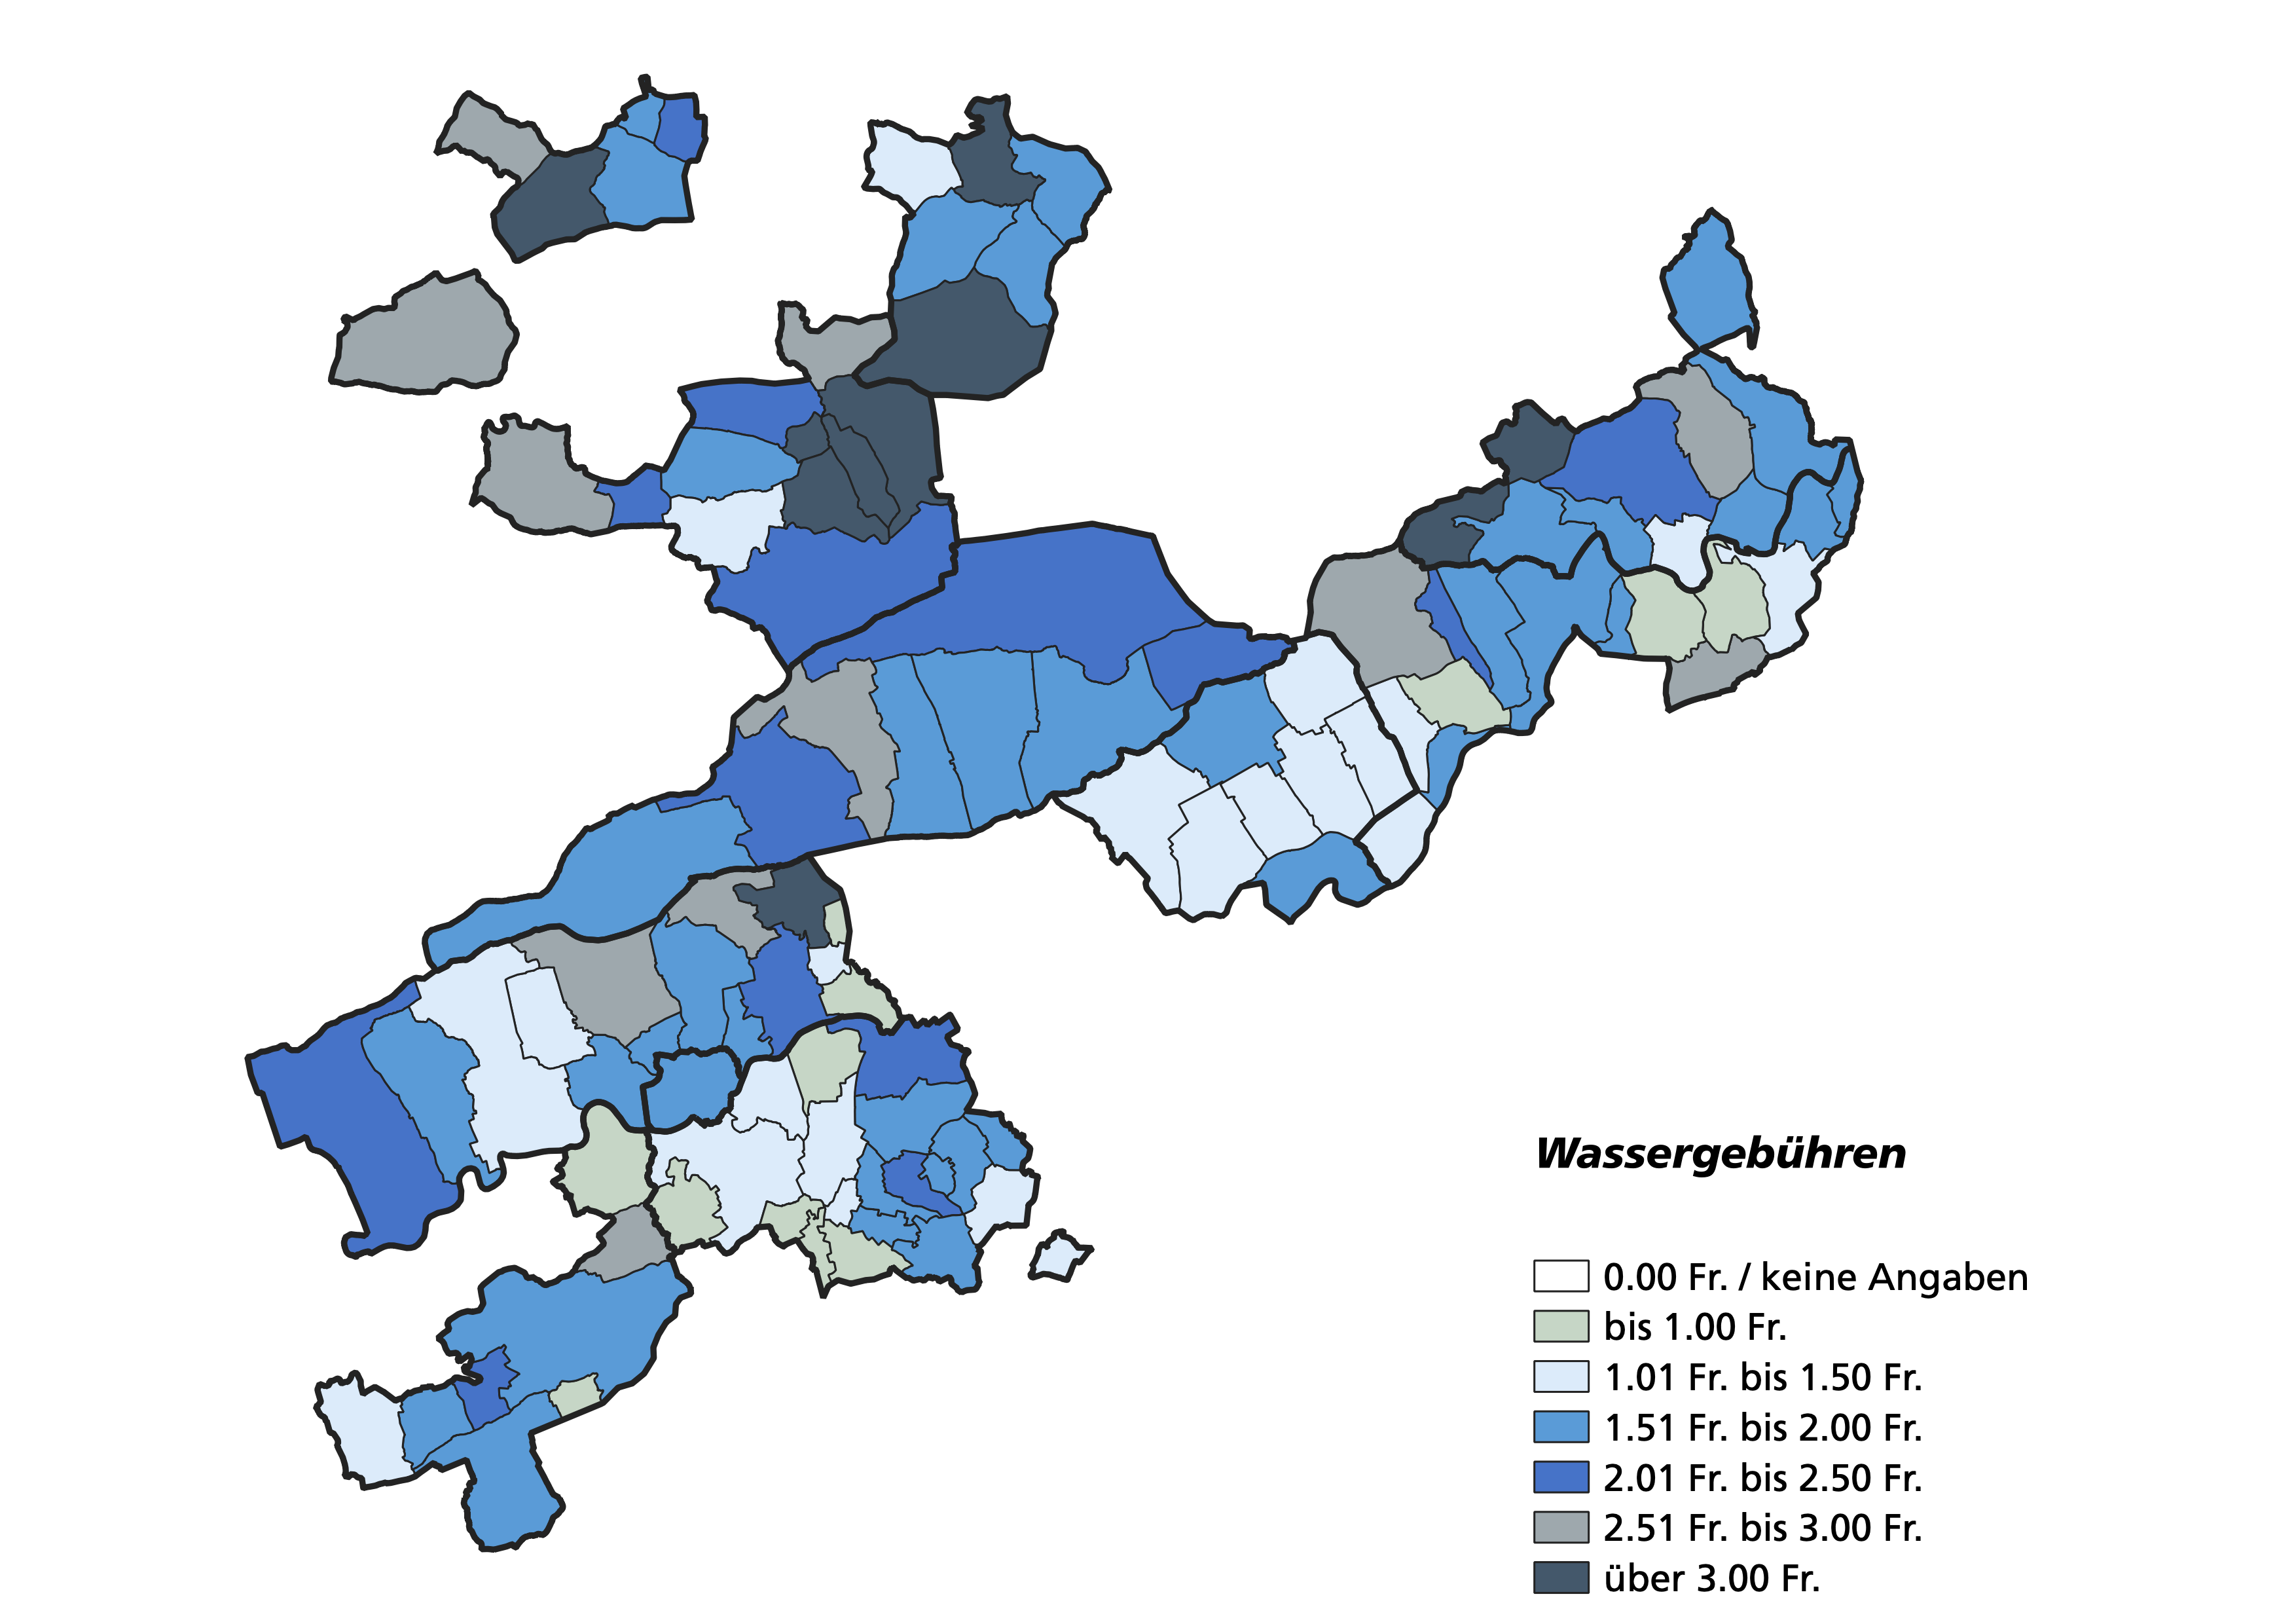 Wassergebühren
0.00 Fr. / keine Angaben
bis 1.00 Fr.
1.01 Fr. bis 1.50 Fr.
1.51 Fr. bis 2.00 Fr.
2.01 Fr. bis 2.50 Fr.
2.51 Fr. bis 3.00 Fr.
über 3.00 Fr.